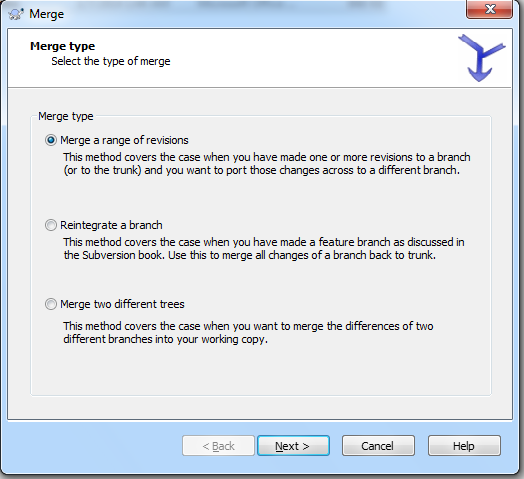 Merge
Merge type
Select the type of merge
Merge type
Merge a range of revisions
This method covers the case when you have made one or more revisions to a branch
(or to the trunk) and you want to port those changes across to a different branch.
Reintegrate a branch
This method covers the case when you have made a feature branch as discussed in
the Subversion book. Use this to merge all changes of a branch back to trunk.
Merge two different trees
This method covers the case when you want to merge the differences of two
different branches into your working copy.
< Back
Next >
Cancel
Help